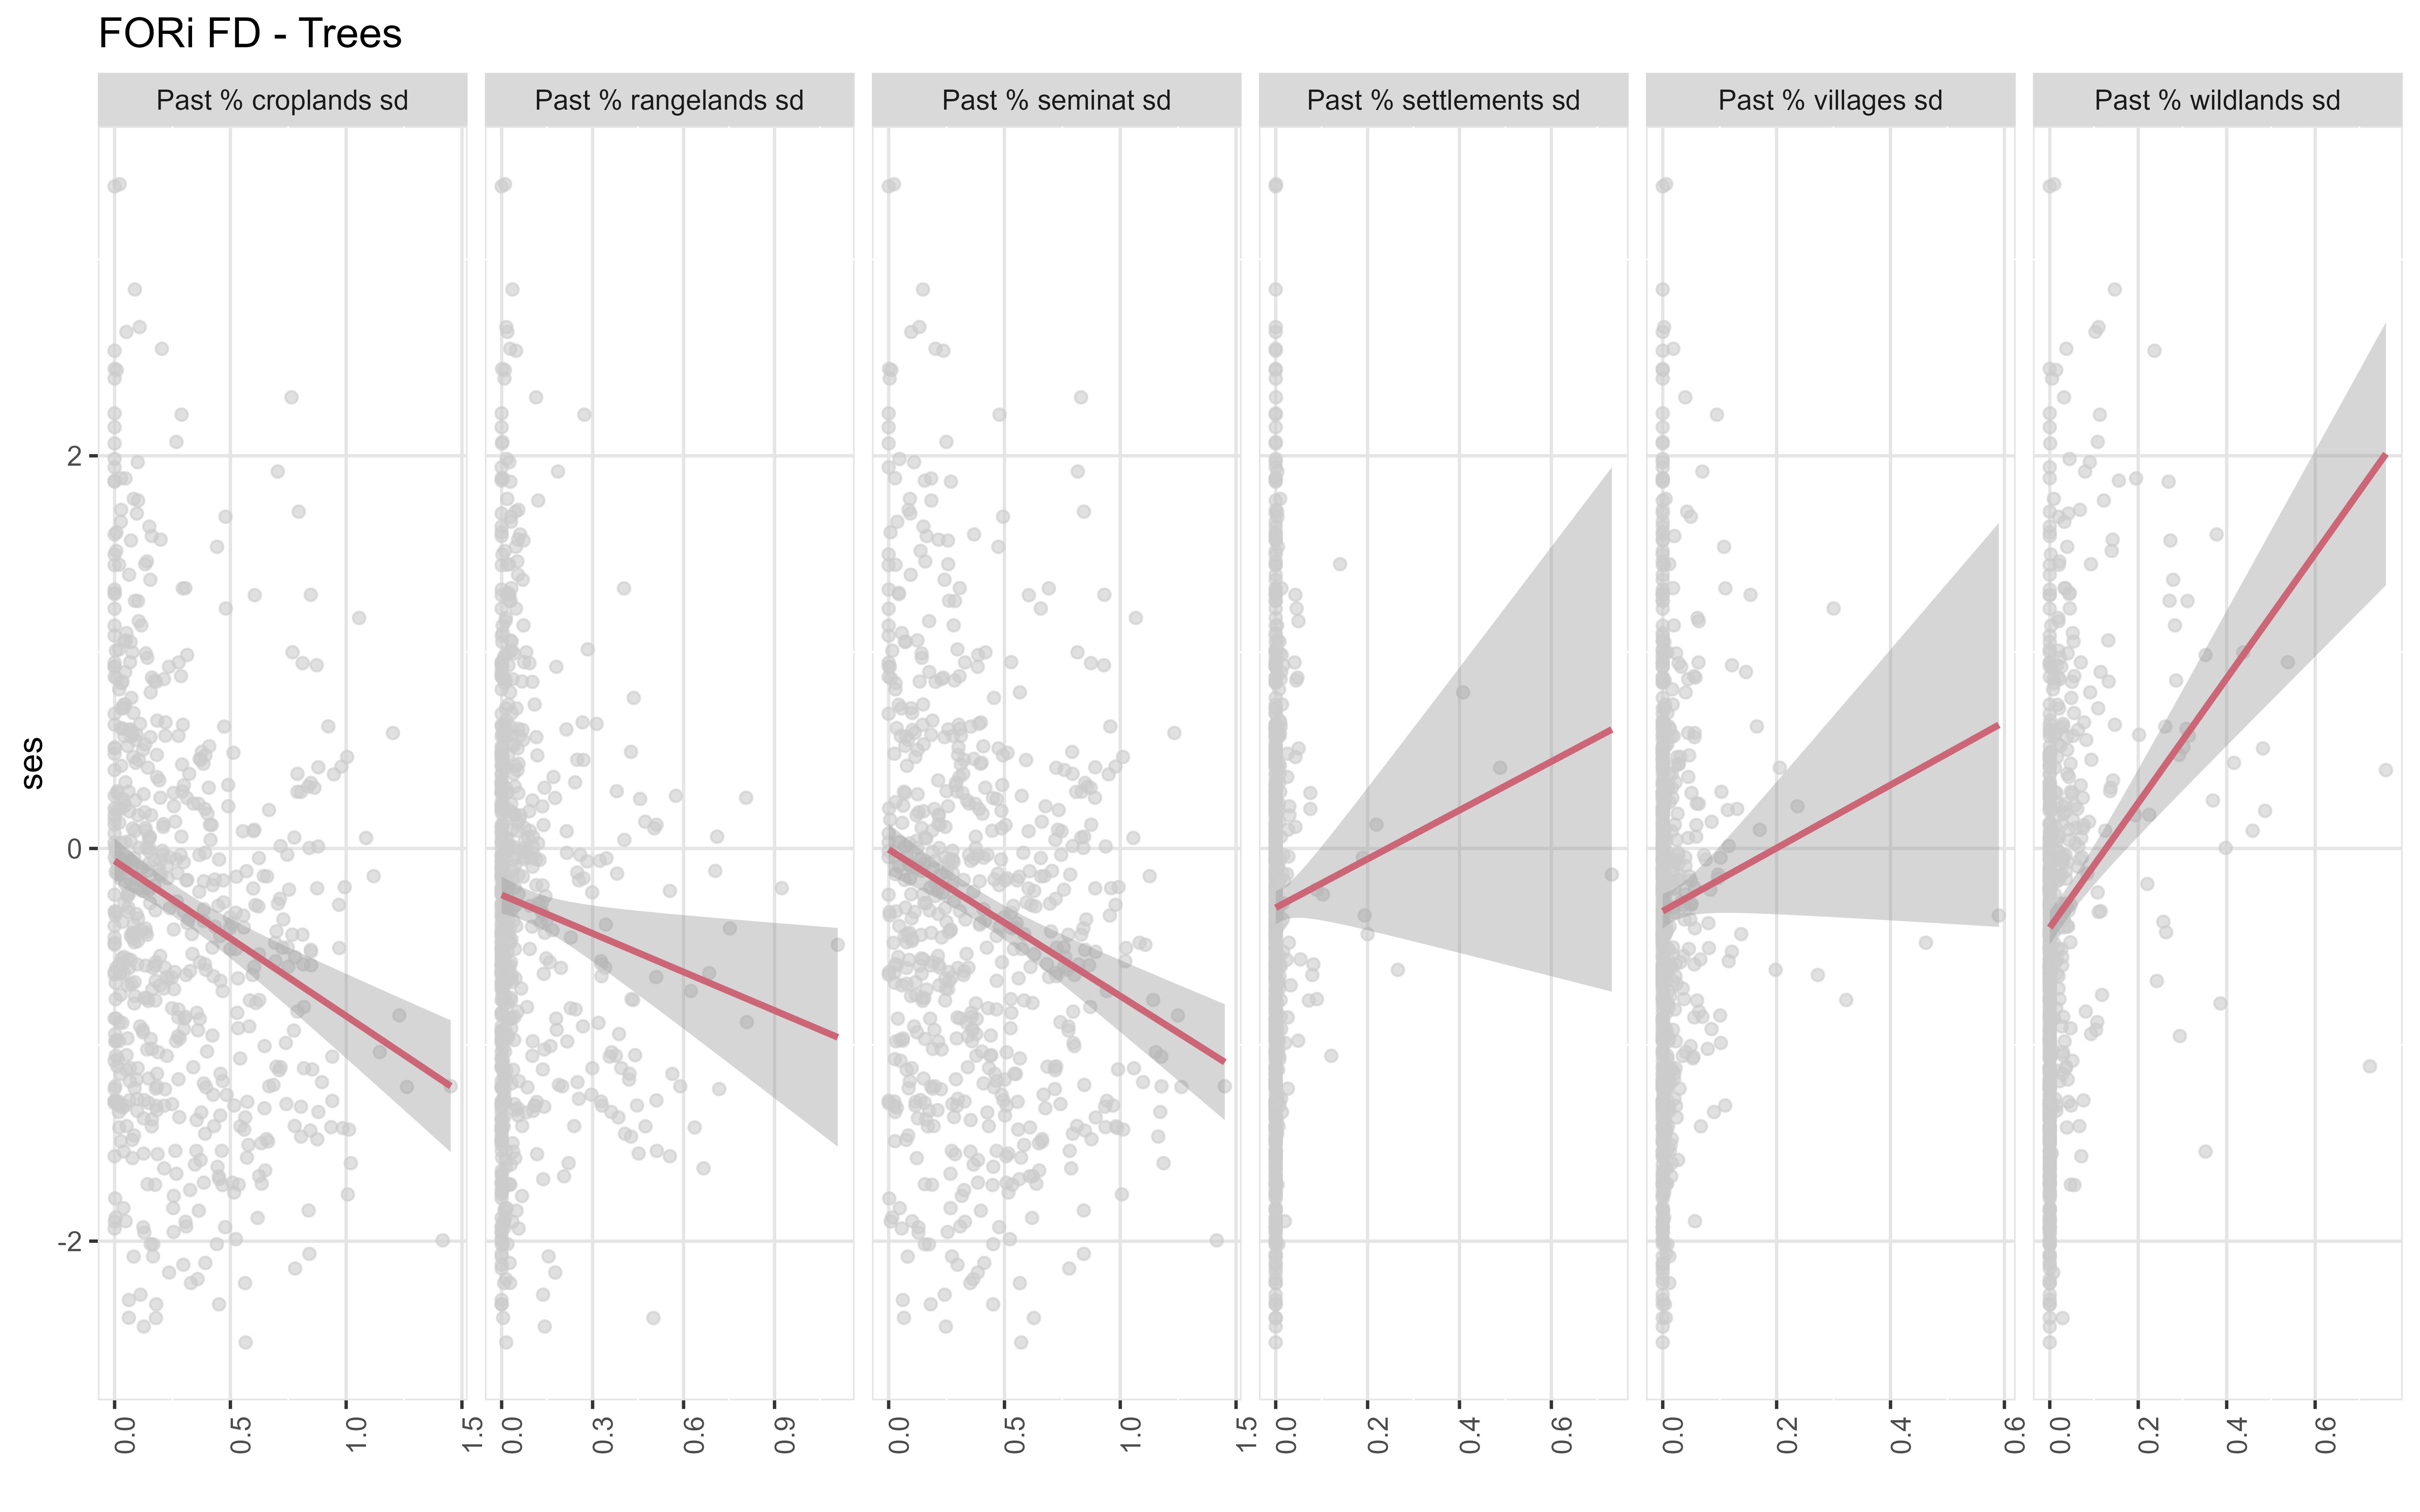 FORi FD - Trees
Past % croplands sd
Past % rangelands sd
Past % seminat sd
Past % settlements sd
Past % villages sd
Past % wildlands sd
ses
2
0
-2
0.0 0.5 1.0 1.5
0.0 0.3 0.6 0.9
0.0 0.5 1.0 1.5
0.0 0.2 0.4 0.6
0.0 0.2 0.4 0.6
0.0 0.2 0.4 0.6